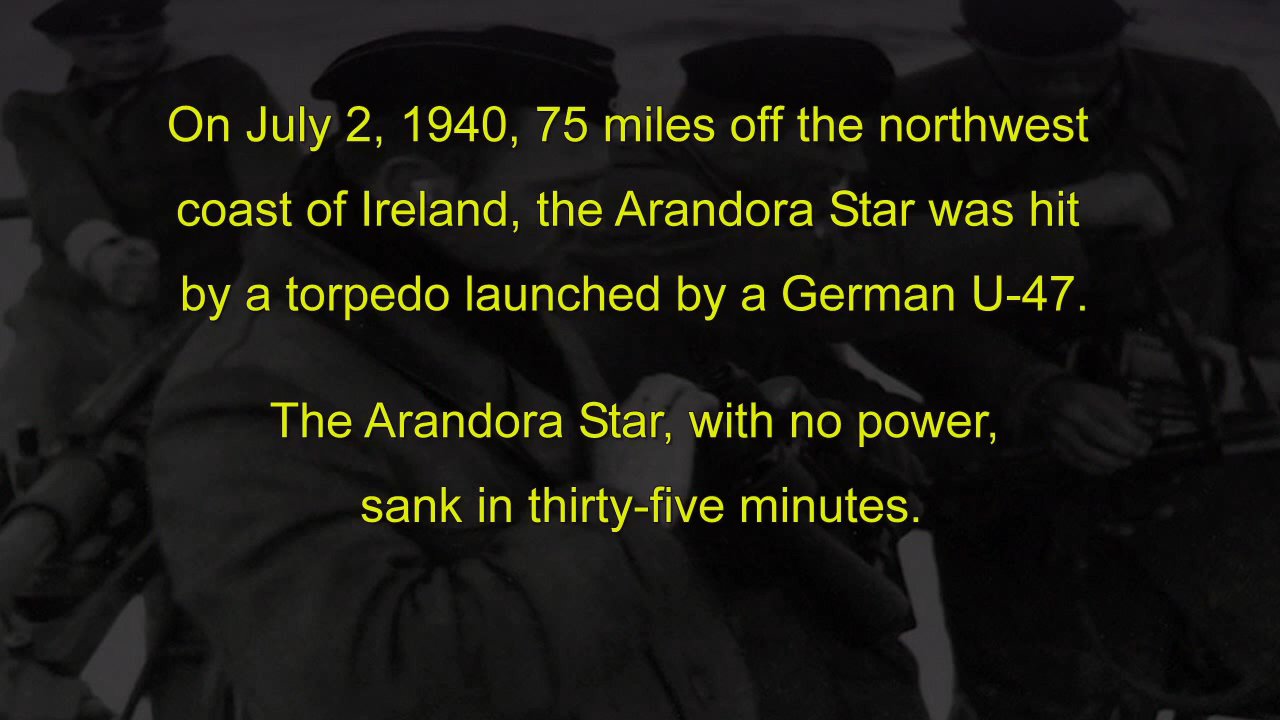 On July 2, 1940, 75 miles off the northwest
coast of Ireland, the Arandora Star was hit
by a torpedo launched by a German U-47.
The Arandora Star, with no power,
sank in thirty-five minutes.